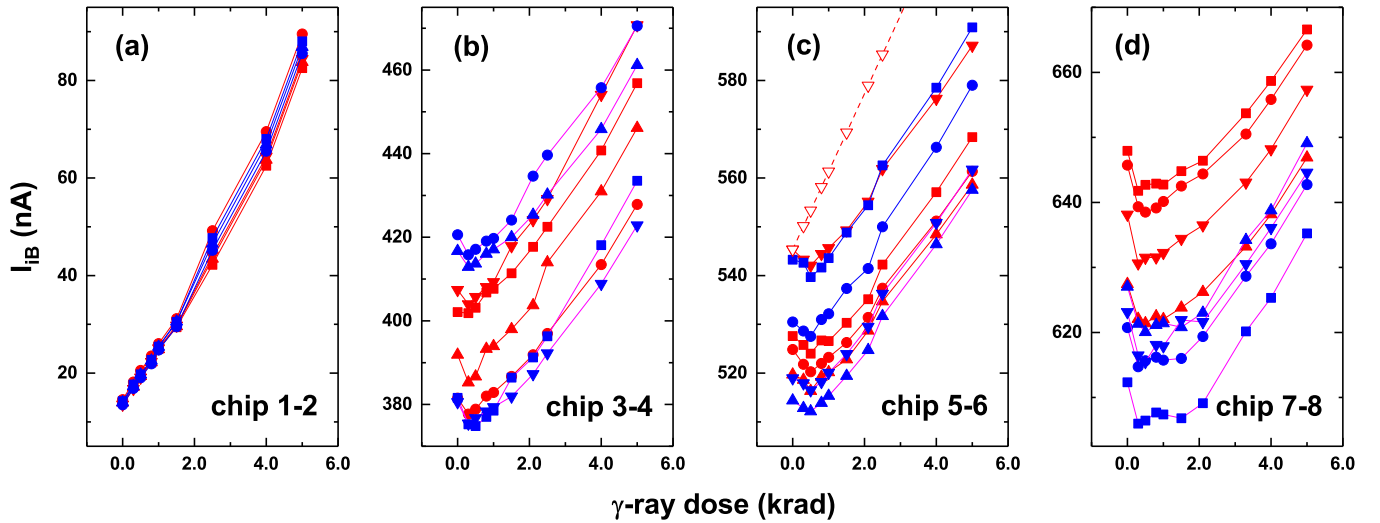 (a)
(b)
(c)
(d)
80
60
40
20
460
440
420
400
380
580
560
540
520
660
640
620
I_iB (nA)
chip 1-2
chip 3-4
chip 5-6
chip 7-8
0.0 2.0 4.0 6.0
0.0 2.0 4.0 6.0
0.0 2.0 4.0 6.0
0.0 2.0 4.0 6.0
γ-ray dose (krad)